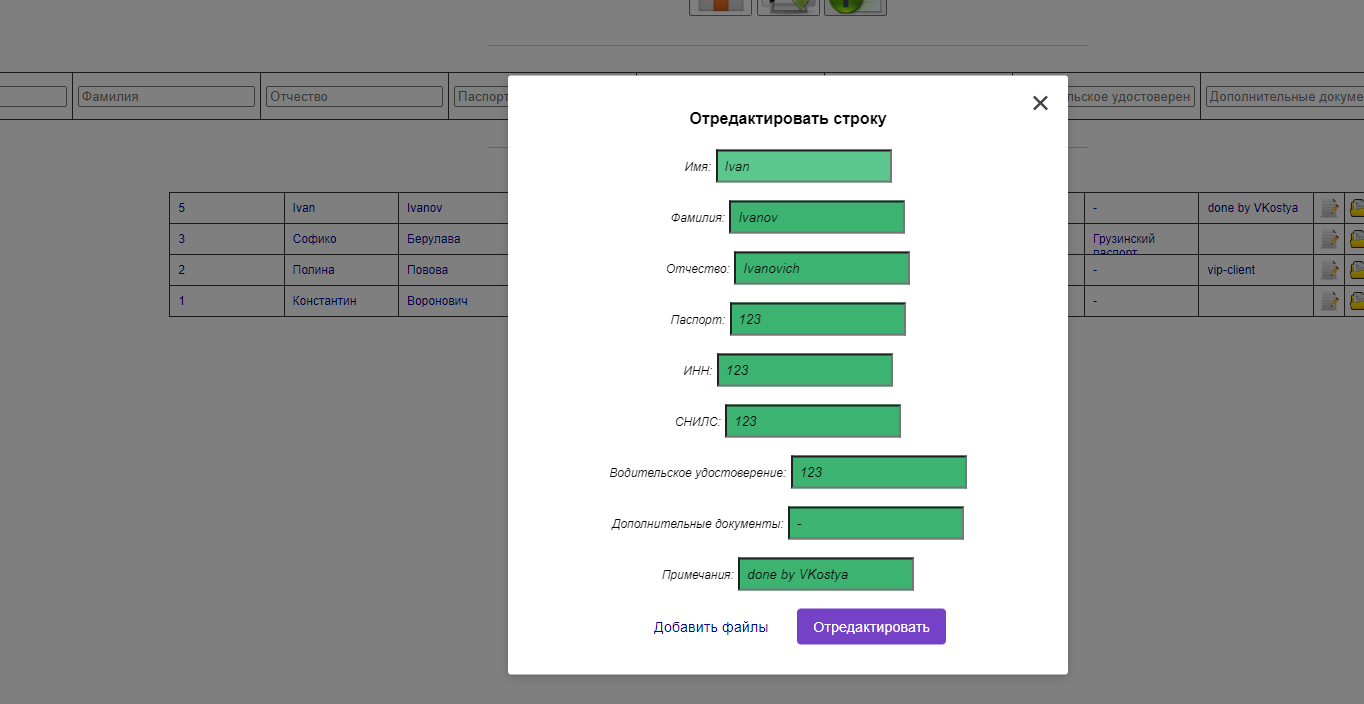 Фамилия
Отчество
Паспорт
ьское удостоверен
Дополнительные докуме
Отредактировать строку
Имя: Ivan
Фамилия: Ivanov
Отчество: Ivanovich
Паспорт: 123
ИНН: 123
СНИЛС: 123
Водительское удостоверение: 123
Дополнительные документы: -
Примечания: done by VKostya
Добавить файлы
Отредактировать
5 Ivan Ivanov - done by VKostya
3 Софико Берулава Грузинский
паспорт
2 Полина Повова - vip-client
1 Константин Воронович -